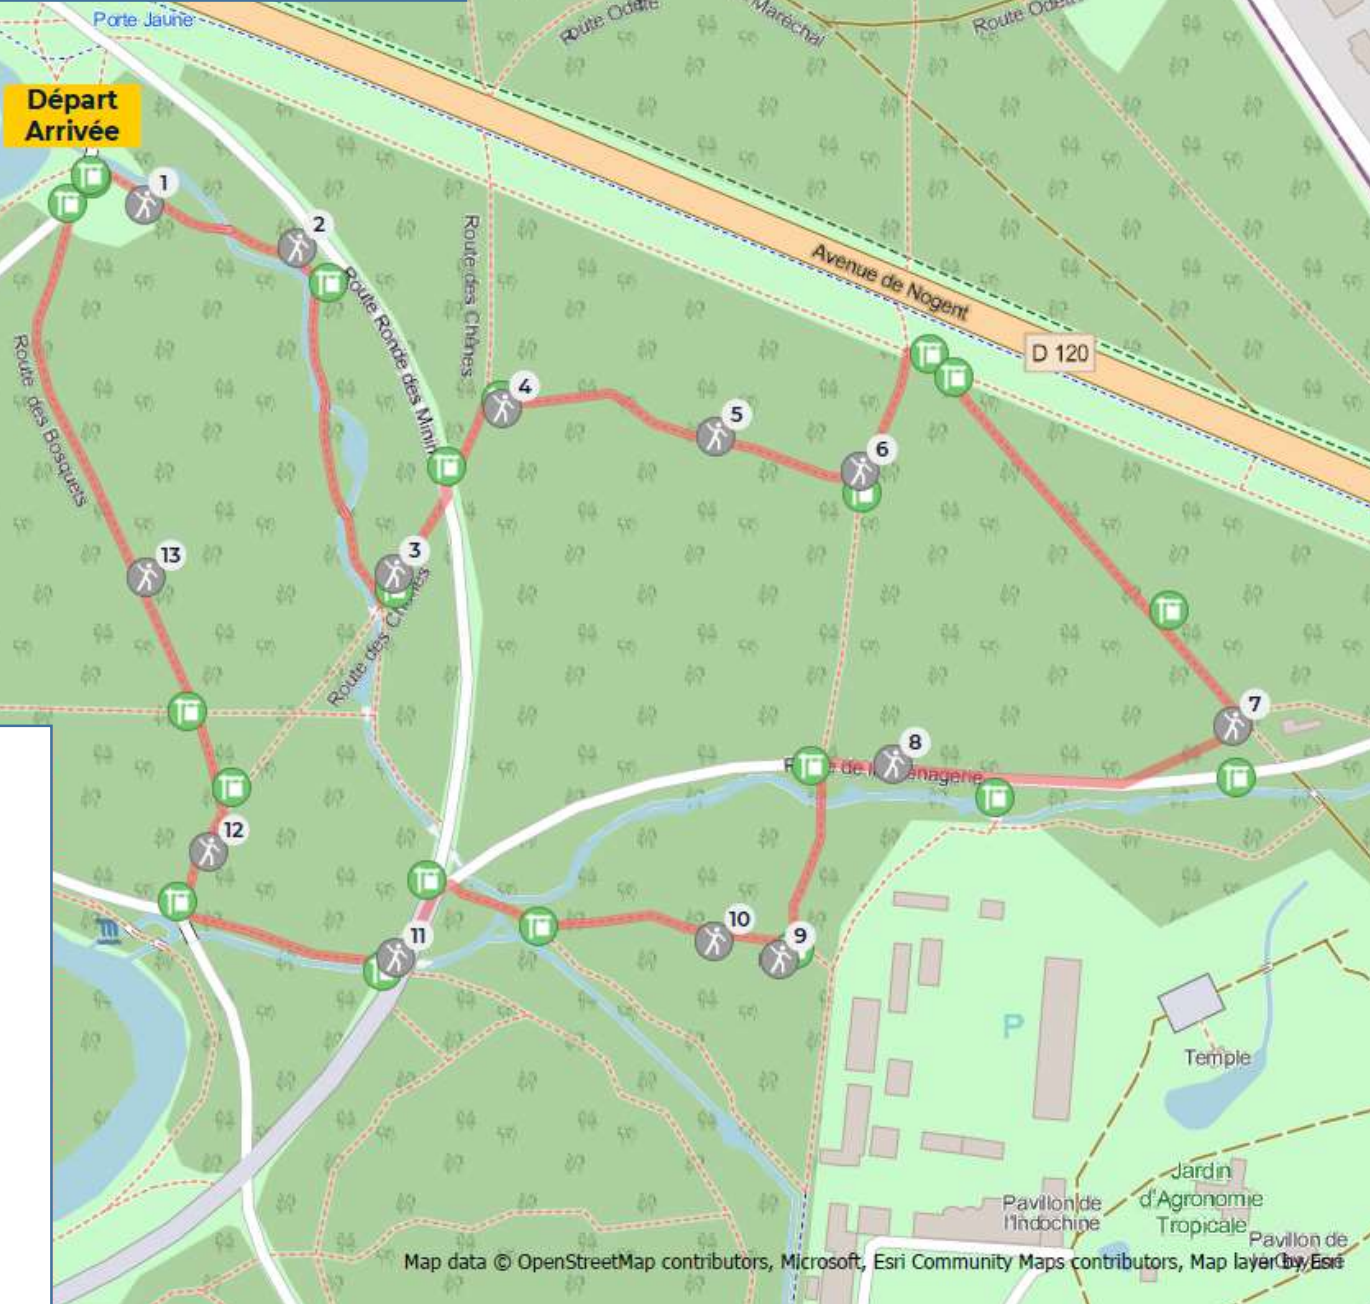 Porte Jaune
Route Odette
Maréchal
Départ
Arrivée
1
2
Route des Chênes
Route Ronde des Minim
Avenue de Nogent
D 120
4
5
6
Route des Bosquets
3
Route des Ch
13
7
8
de l
énagerie
12
10
9
11
P
Temple
Jardin
d'Agronomie
Tropicale
Pavillon de
l'Indochine
Pavillon de
Map data © OpenStreetMap contributors, Microsoft, Esri Community Maps contributors, Map layer by Esri